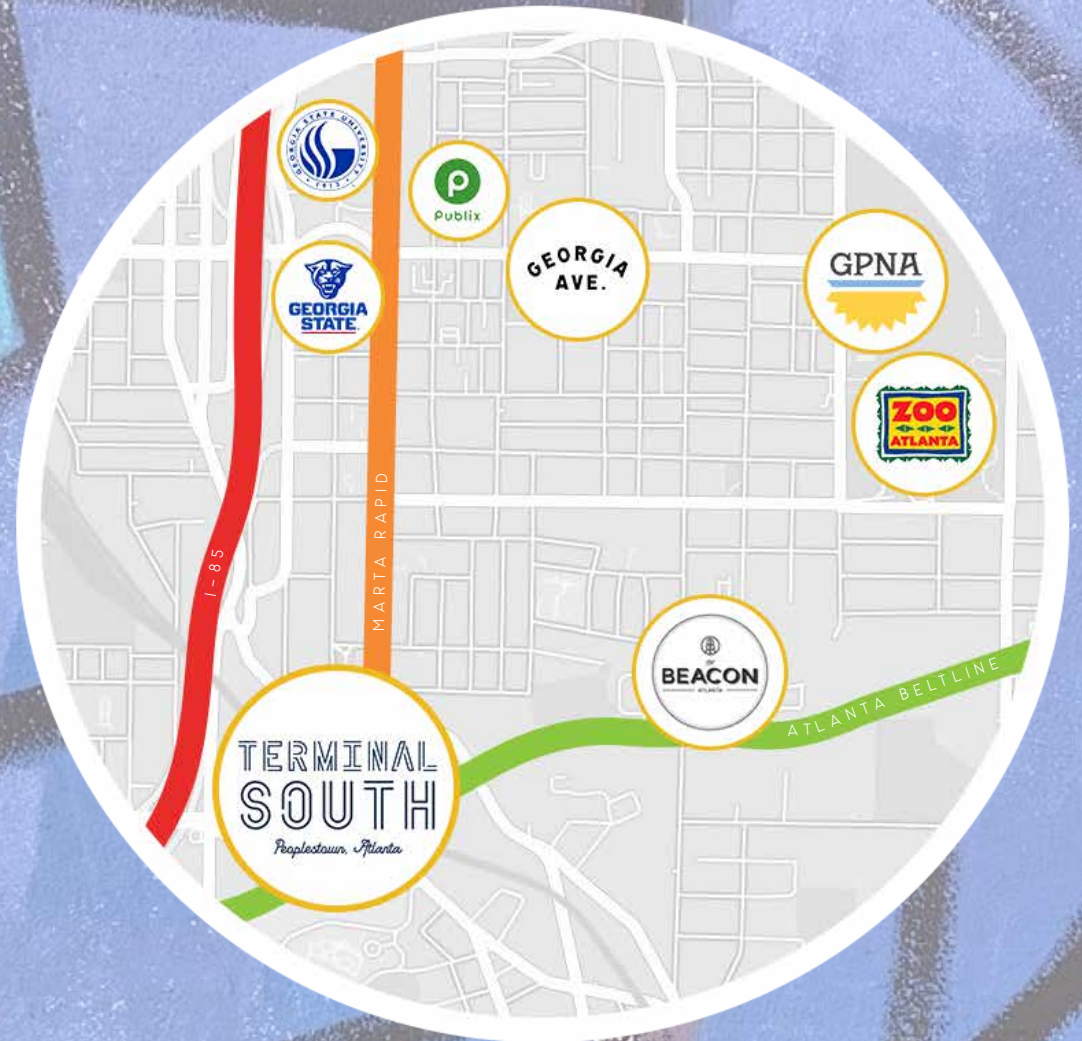 GEORGIA STATE UNIVERSITY
1913
Publix
GEORGIA
AVE.
GPNA
GEORGIA
STATE
ZOO
ATLANTA
MARTA RAPID
I-85
BEACON
ATLANTA
ATLANTA BELTLINE
TERMINAL
SOUTH
Peoplestown, Atlanta